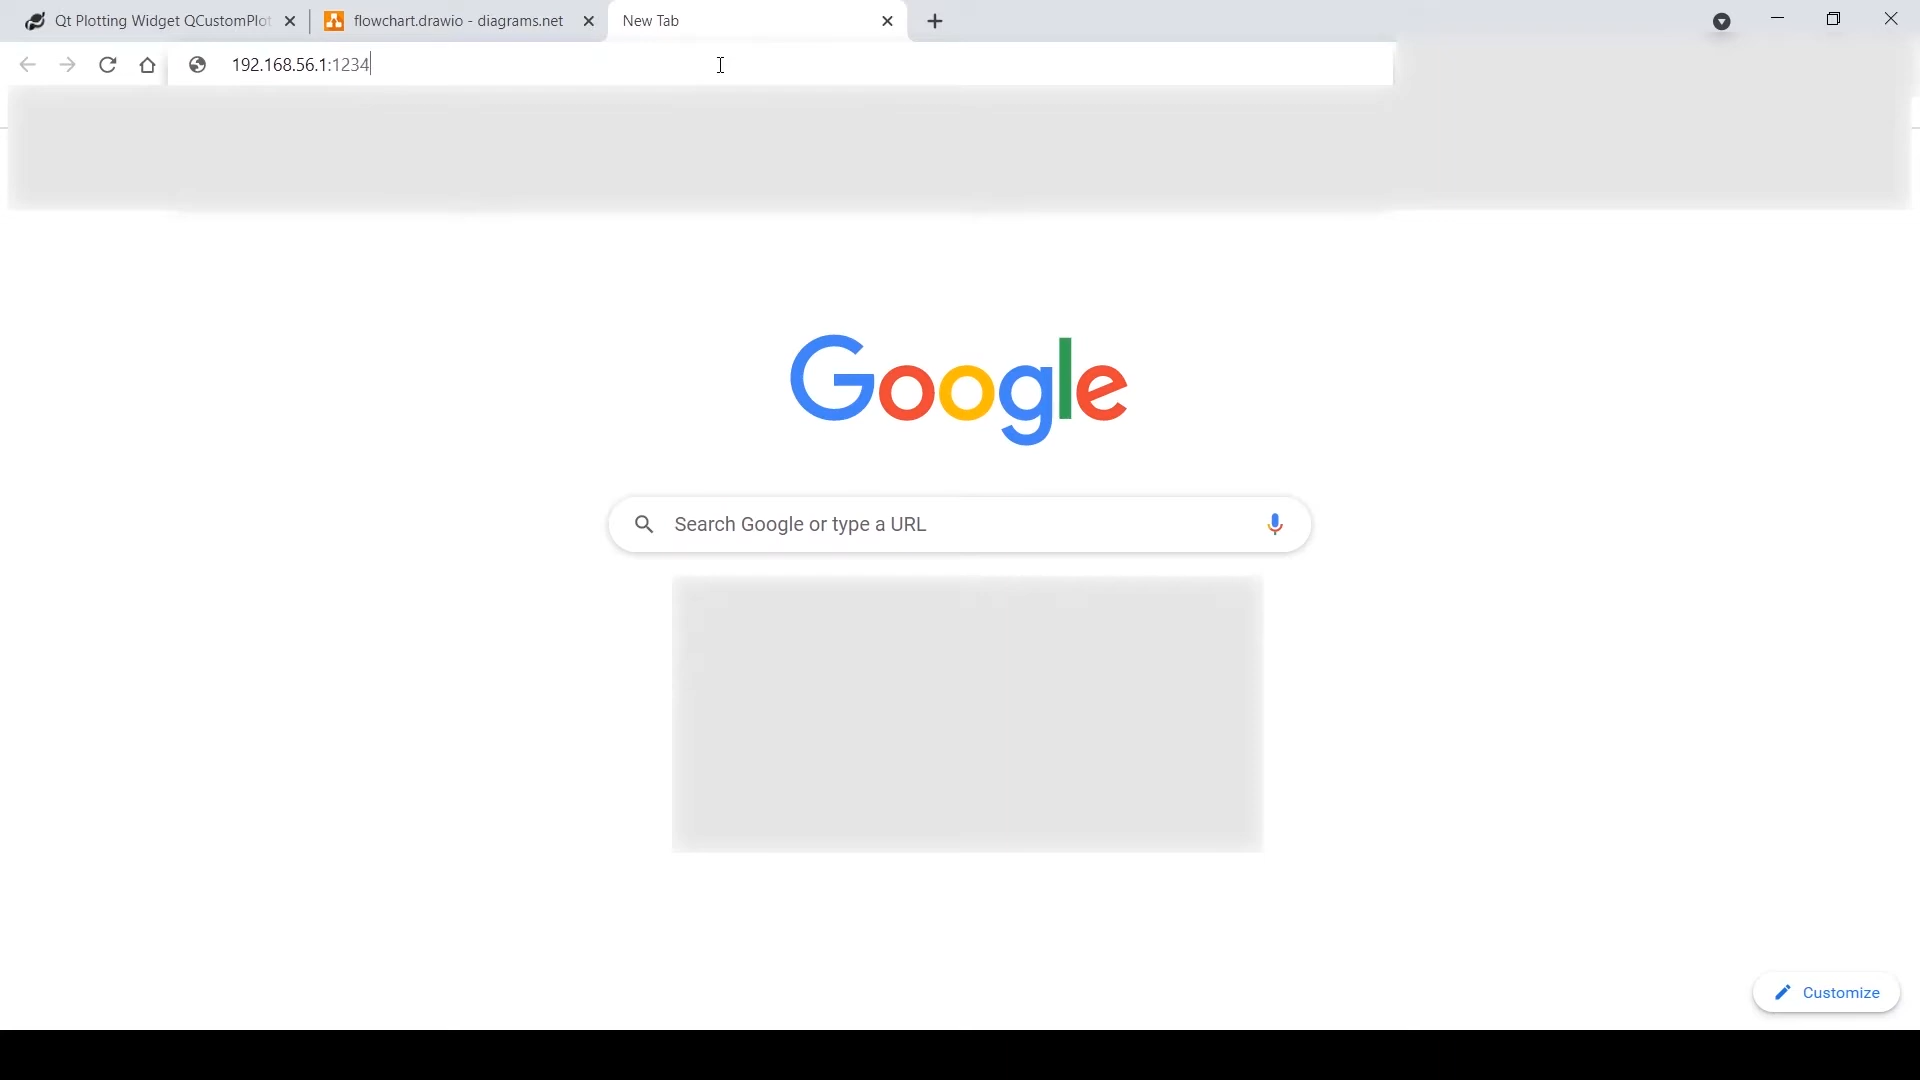 Qt Plotting Widget QCustomPlot
flowchart.drawio - diagrams.net
New Tab
192.168.56.1:1234
Google
Search Google or type a URL
Customize